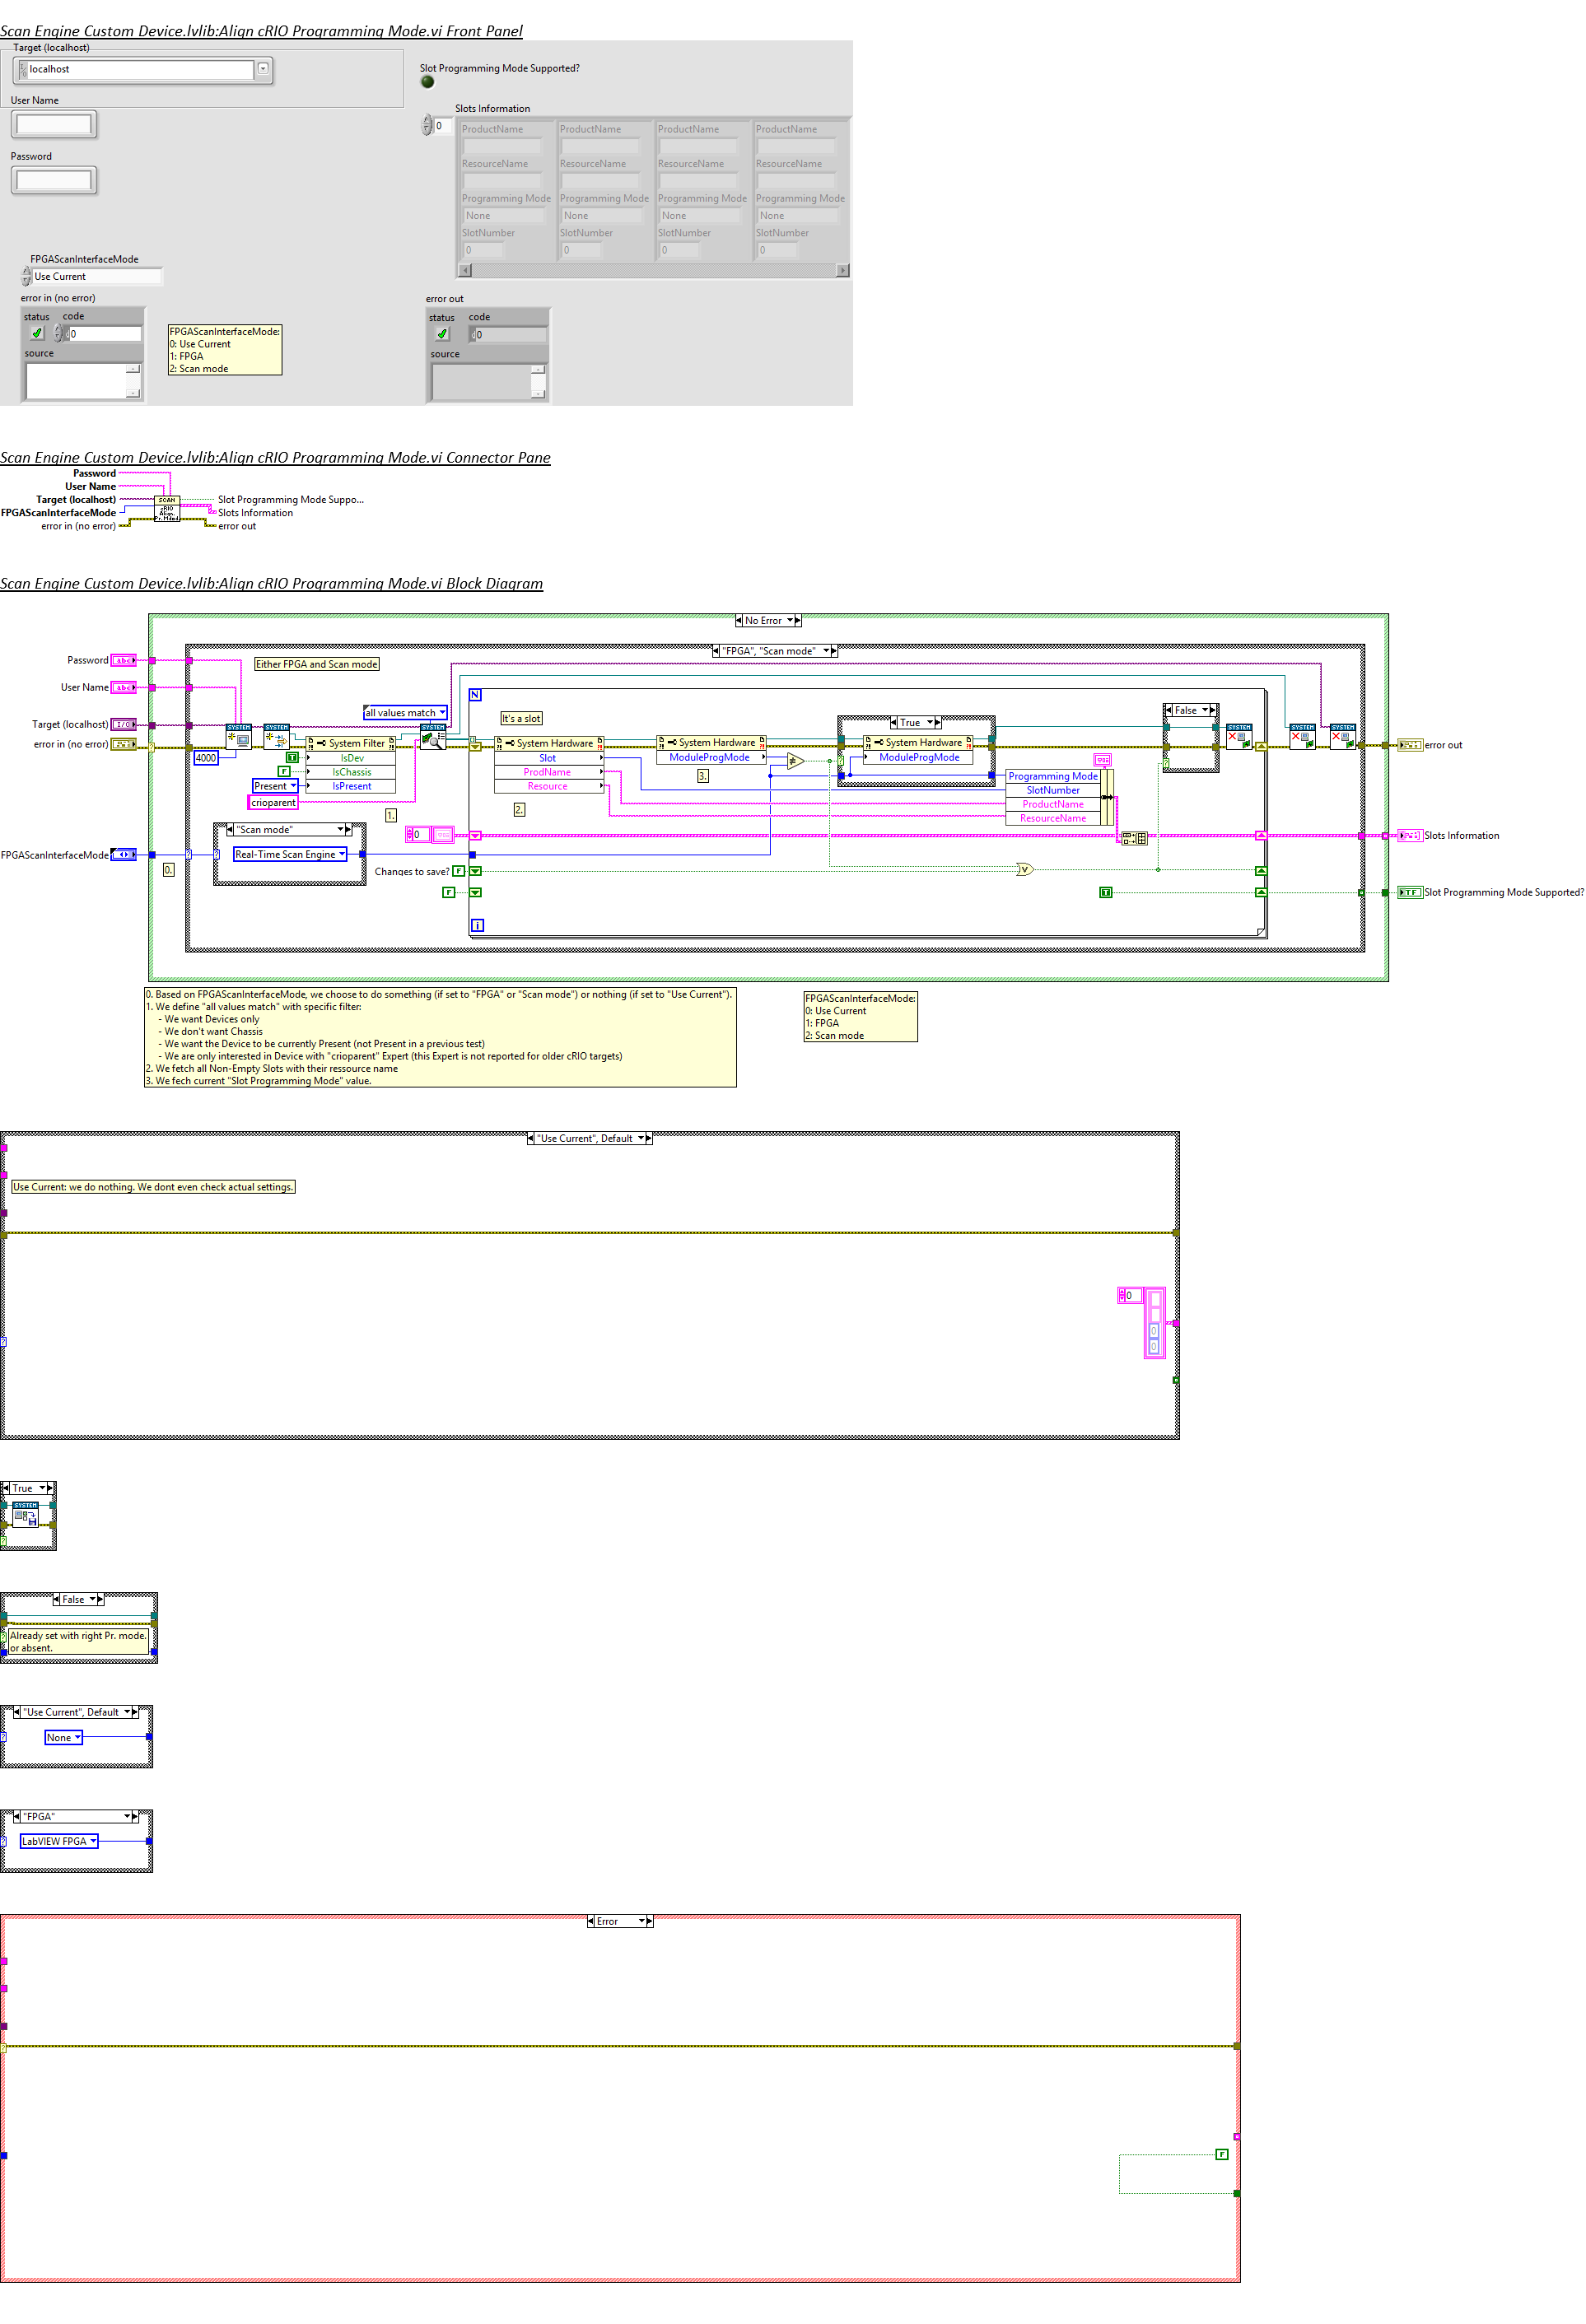 Scan Engine Custom Device.lvlib:Align cRIO Programming Mode.vi Front Panel
Target (localhost)
localhost
User Name
Password
FPGAScanInterfaceMode
Use Current
error in (no error)
status code
0
source
FPGAScanInterfaceMode:
0: Use Current
1: FPGA
2: Scan mode
Slot Programming Mode Supported?
Slots Information
0
ProductName ProductName ProductName ProductName
ResourceName ResourceName ResourceName ResourceName
Programming Mode Programming Mode Programming Mode Programming Mode
None None None None
SlotNumber SlotNumber SlotNumber SlotNumber
0 0 0 0
error out
status code
0
source
Scan Engine Custom Device.lvlib:Align cRIO Programming Mode.vi Connector Pane
Password
User Name
Target (localhost)
FPGAScanInterfaceMode
error in (no error)
SCAN
cRIO
Align.
Slot Programming Mode Suppo...
Slots Information
error out
Scan Engine Custom Device.lvlib:Align cRIO Programming Mode.vi Block Diagram
No Error
"FPGA", "Scan mode"
Password
User Name
Target (localhost)
error in (no error)
FPGAScanInterfaceMode
Either FPGA and Scan mode
4000
SYSTEM
SYSTEM
all values match
SYSTEM
System Filter
IsDev
IsChassis
IsPresent
T
F
Present
crioparent
1.
"Scan mode"
Real-Time Scan Engine
0.
N
It's a slot
System Hardware
Slot
ProdName
Resource
2.
System Hardware
ModuleProgMode
3.
True
System Hardware
ModuleProgMode
Programming Mode
SlotNumber
ProductName
ResourceName
False
SYSTEM
SYSTEM
SYSTEM
0
Changes to save?
F
F
T
i
error out
Slots Information
Slot Programming Mode Supported?
0. Based on FPGAScanInterfaceMode, we choose to do something (if set to "FPGA" or "Scan mode") or nothing (if set to "Use Current").
1. We define "all values match" with specific filter:
- We want Devices only
- We don't want Chassis
- We want the Device to be currently Present (not Present in a previous test)
- We are only interested in Device with "crioparent" Expert (this Expert is not reported for older cRIO targets)
2. We fetch all Non-Empty Slots with their ressource name
3. We fech current "Slot Programming Mode" value.
FPGAScanInterfaceMode:
0: Use Current
1: FPGA
2: Scan mode
"Use Current", Default
Use Current: we do nothing. We dont even check actual settings.
0
0
0
True
SYSTEM
False
Already set with right Pr. mode.
or absent.
"Use Current", Default
None
"FPGA"
LabVIEW FPGA
Error
F